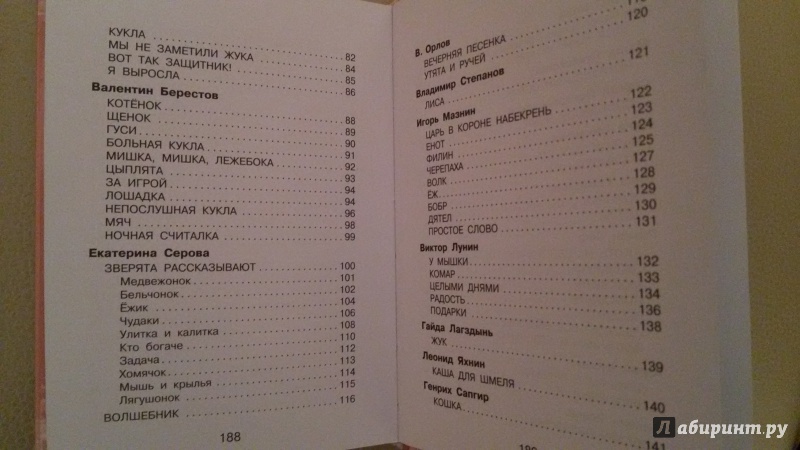 КУКЛА 82
МЫ НЕ ЗАМЕТИЛИ ЖУКА 84
ВОТ ТАК ЗАЩИТНИК! 85
Я ВЫРОСЛА 86
Валентин Берестов
КОТЁНОК 88
ЩЕНОК 89
ГУСИ 90
БОЛЬНАЯ КУКЛА 91
МИШКА, МИШКА, ЛЕЖЕБОКА 92
ЦЫПЛЯТА 93
ЗА ИГРОЙ 94
ЛОШАДКА 94
НЕПОСЛУШНАЯ КУКЛА 96
МЯЧ 98
НОЧНАЯ СЧИТАЛКА 99
Екатерина Серова
ЗВЕРЯТА РАССКАЗЫВАЮТ 100
Медвежонок 101
Бельчонок 102
Ёжик 104
Чудаки 106
Улитка и калитка 108
Кто богаче 110
Задача 112
Хомячок 113
Мышь и крылья 114
Лягушонок 115
ВОЛШЕБНИК 116
188
В. Орлов
ВЕЧЕРНЯЯ ПЕСЕНКА
УТЯТА И РУЧЕЙ 120
Владимир Степанов
ЛИСА 121
Игорь Мазнин
ЦАРЬ В КОРОНЕ НАБЕКРЕНЬ 122
ЕНОТ 123
ФИЛИН 124
ЧЕРЕПАХА 125
ВОЛК 127
ЁЖ 128
БОБР 129
ДЯТЕЛ 130
ПРОСТОЕ СЛОВО 131
Виктор Лунин
У МЫШКИ 132
КОМАР 133
ЦЕЛЫМИ ДНЯМИ 134
РАДОСТЬ 136
ПОДАРКИ 138
Гайда Лагздынь
ЖУК 139
Леонид Яхнин
КАША ДЛЯ ШМЕЛЯ 140
Генрих Сапгир
КОШКА 141
Лабиринт.ру